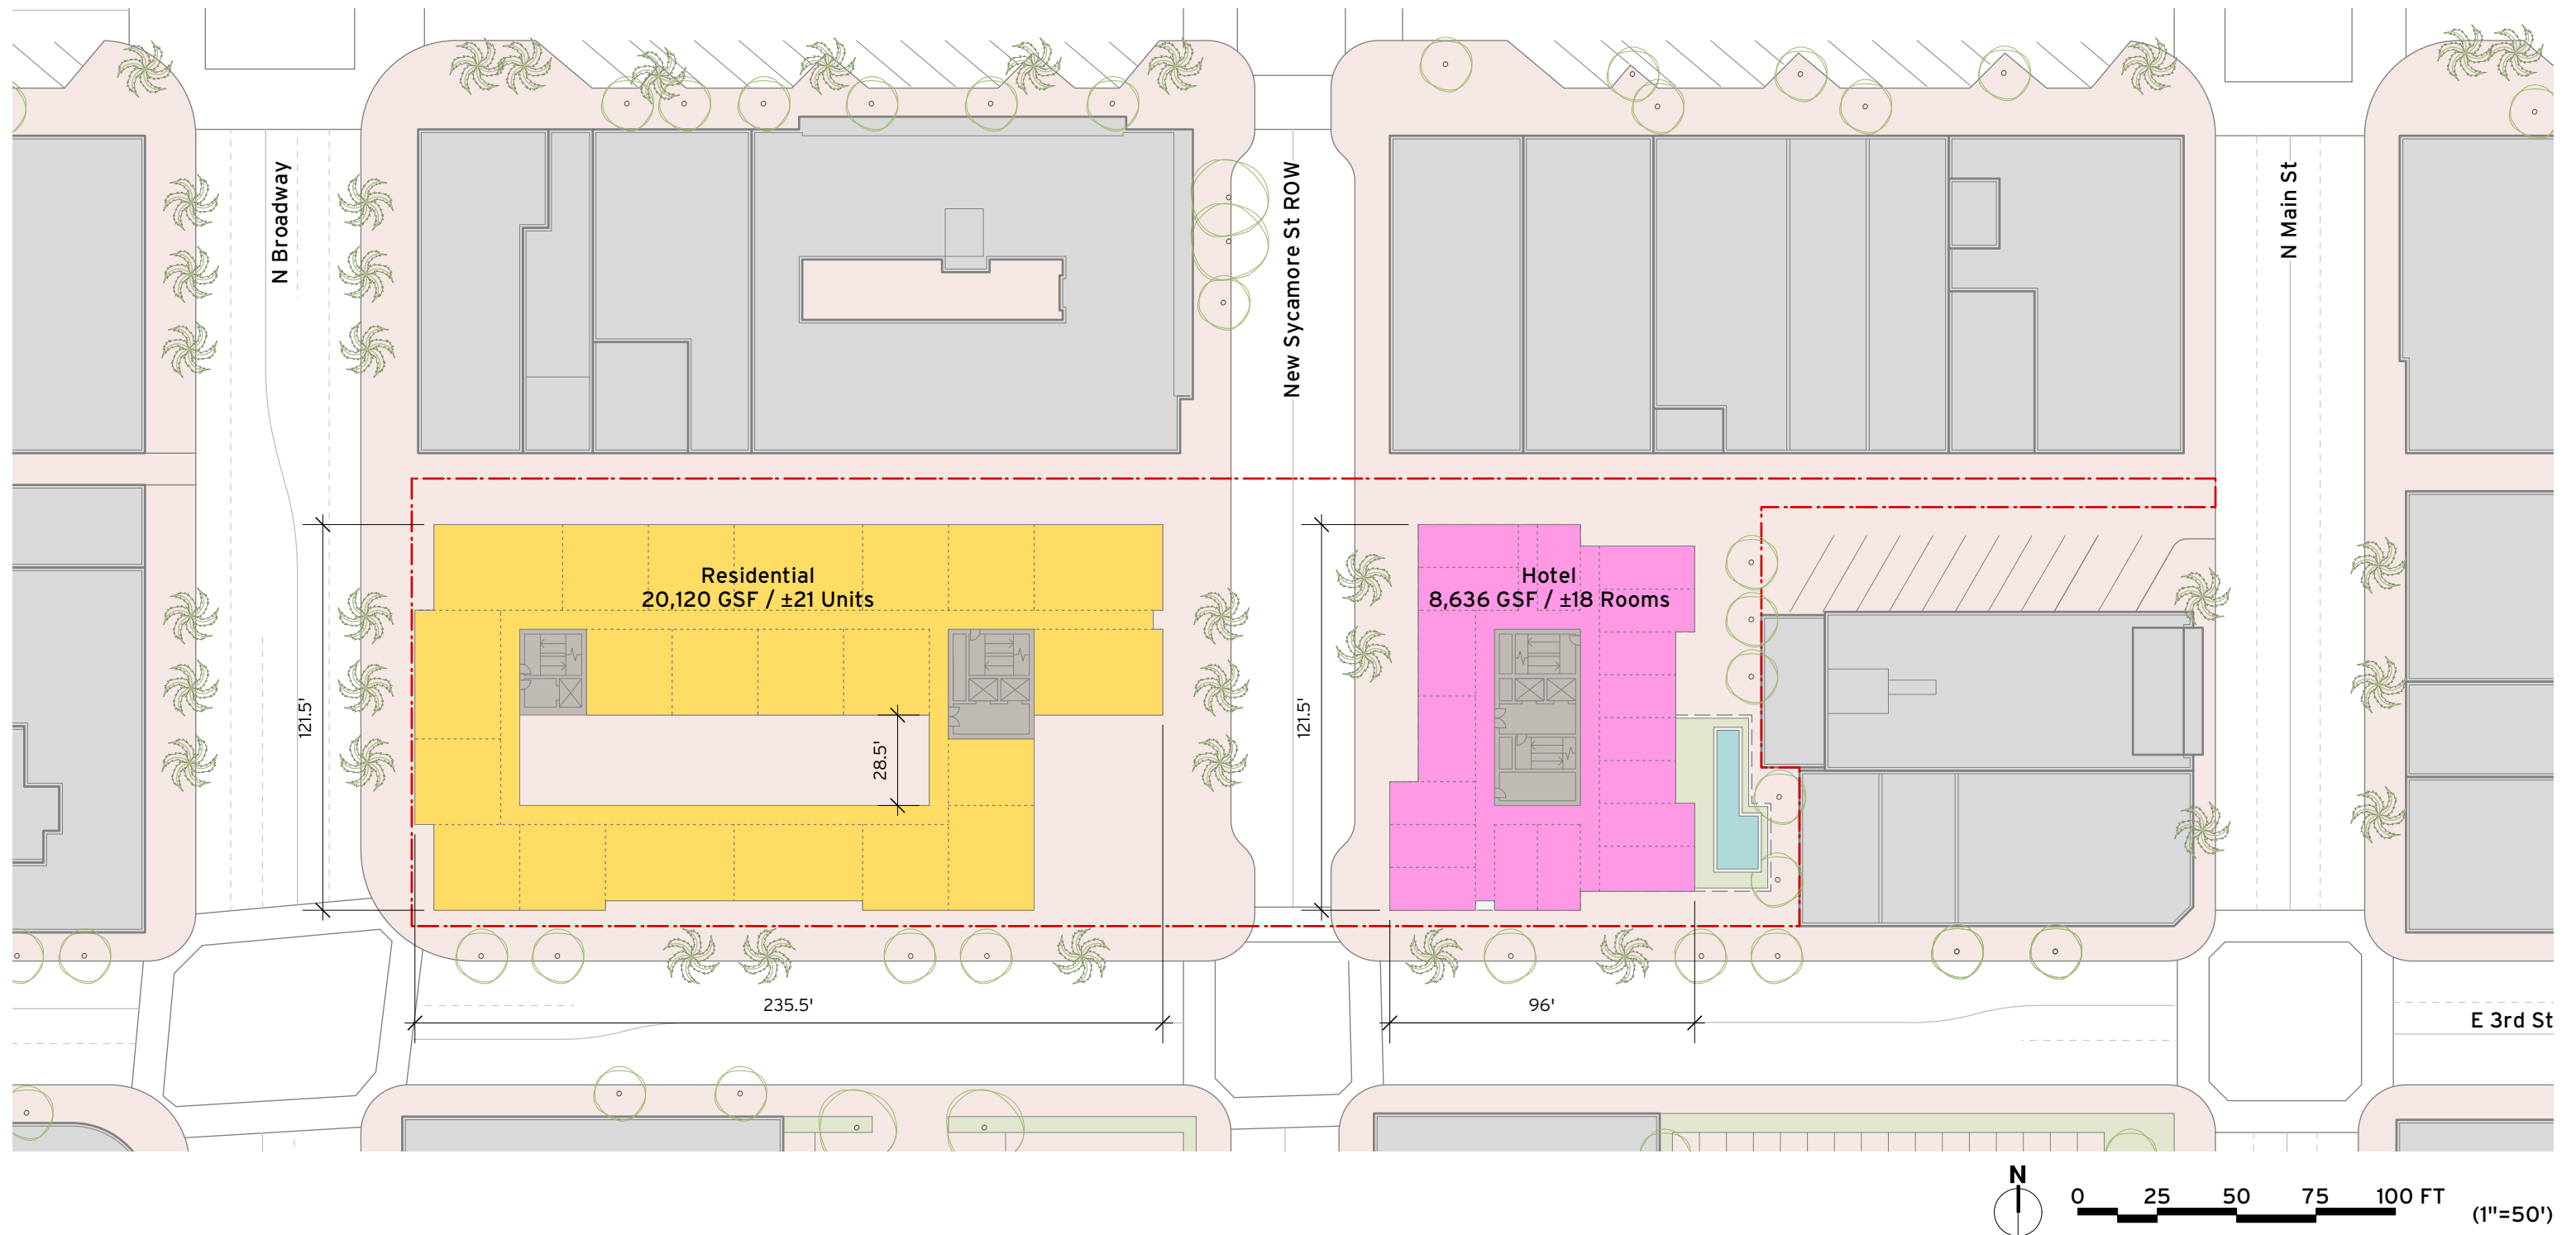 N Broadway
New Sycamore St ROW
N Main St
Residential
20,120 GSF / ±21 Units
Hotel
8,636 GSF / ±18 Rooms
121.5'
28.5'
121.5'
235.5'
96'
E 3rd St
N
0 25 50 75 100 FT
(1"=50')